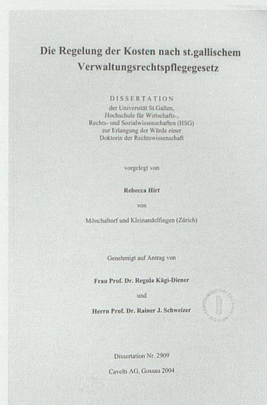 Die Regelung der Kosten nach st.gallischem
Verwaltungsrechtspflegegesetz
DISSERTATION
der Universität St.Gallen,
Hochschule für Wirtschafts-,
Rechts- und Sozialwissenschaften (HSG)
zur Erlangung der Würde einer
Doktorin der Rechtswissenschaft
vorgelegt von
Rebecca Hirt
von
Mönchaltorf und Kleinandelfingen (Zürich)
Genehmigt auf Antrag von
Frau Prof. Dr. Regula Kägi-Diener
und
Herrn Prof. Dr. Rainer J. Schweizer
Dissertation Nr. 2909
Cavelti AG, Gossau 2004